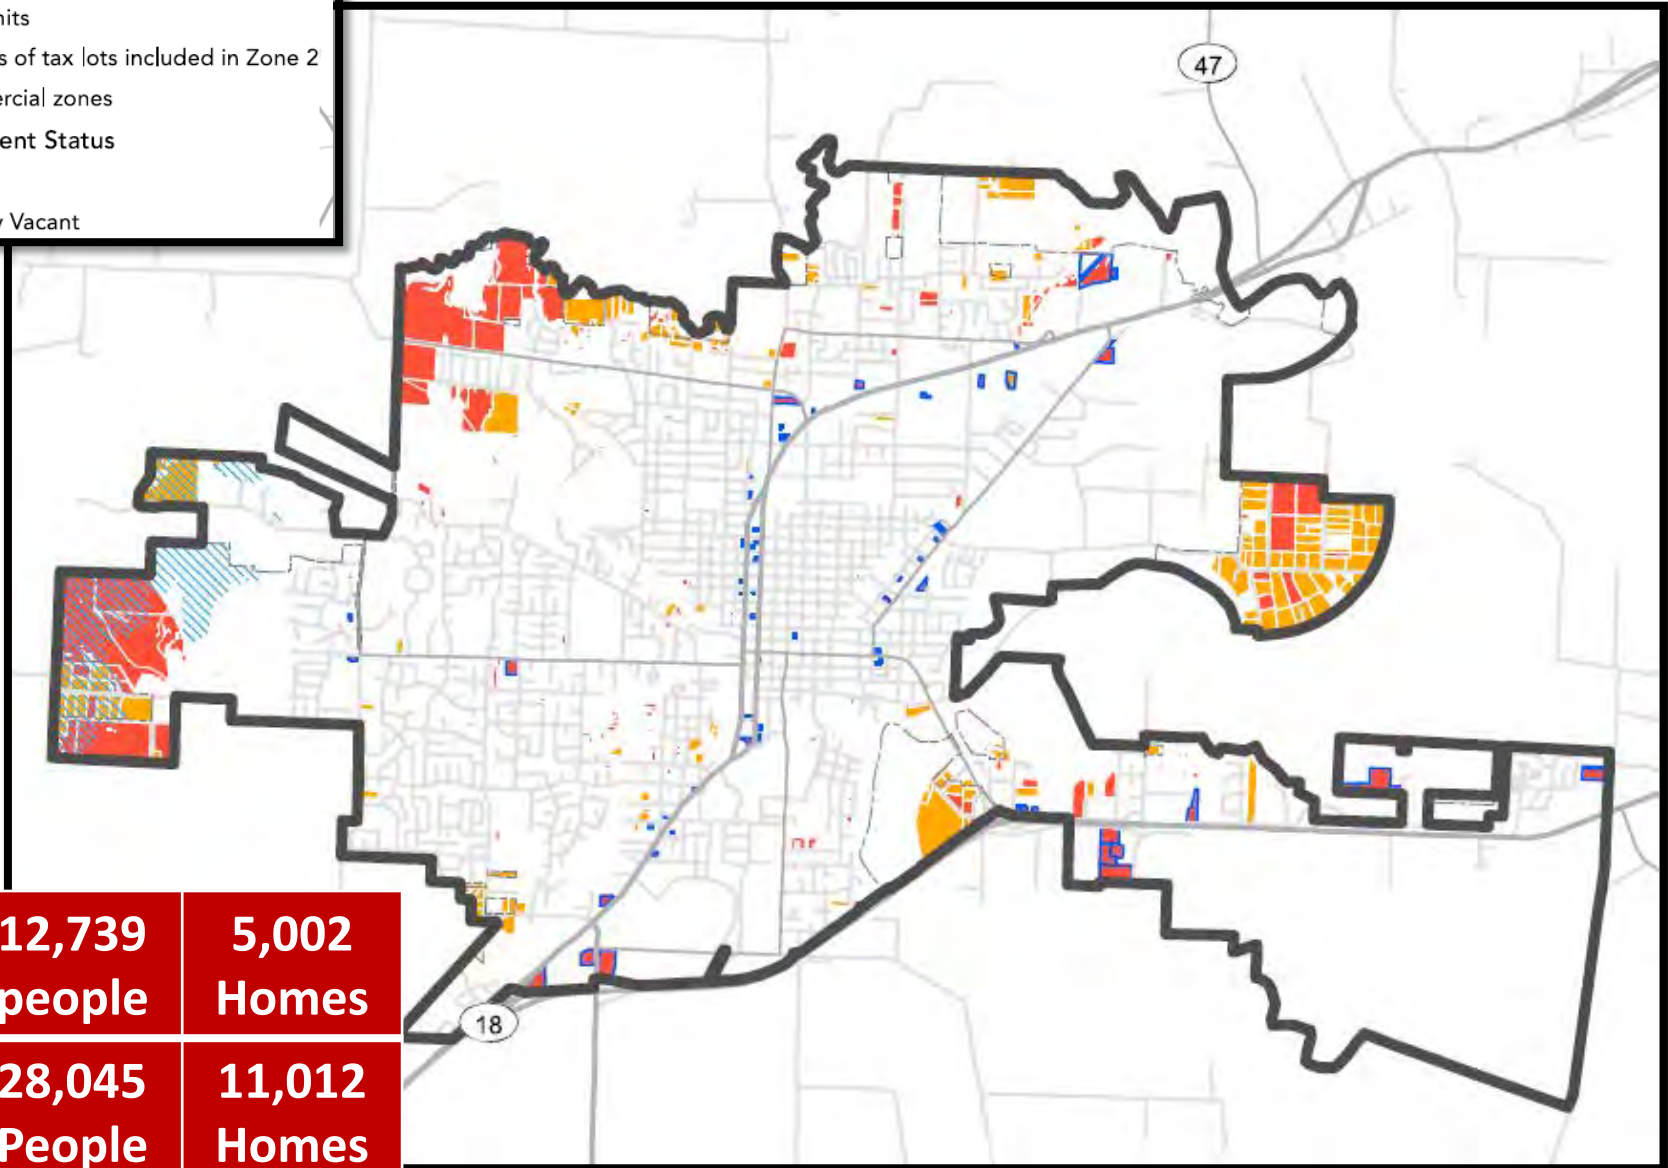 nits
s of tax lots included in Zone 2
ercial zones
ent Status
y Vacant
47
18
12,739 people
5,002 Homes
28,045 People
11,012 Homes